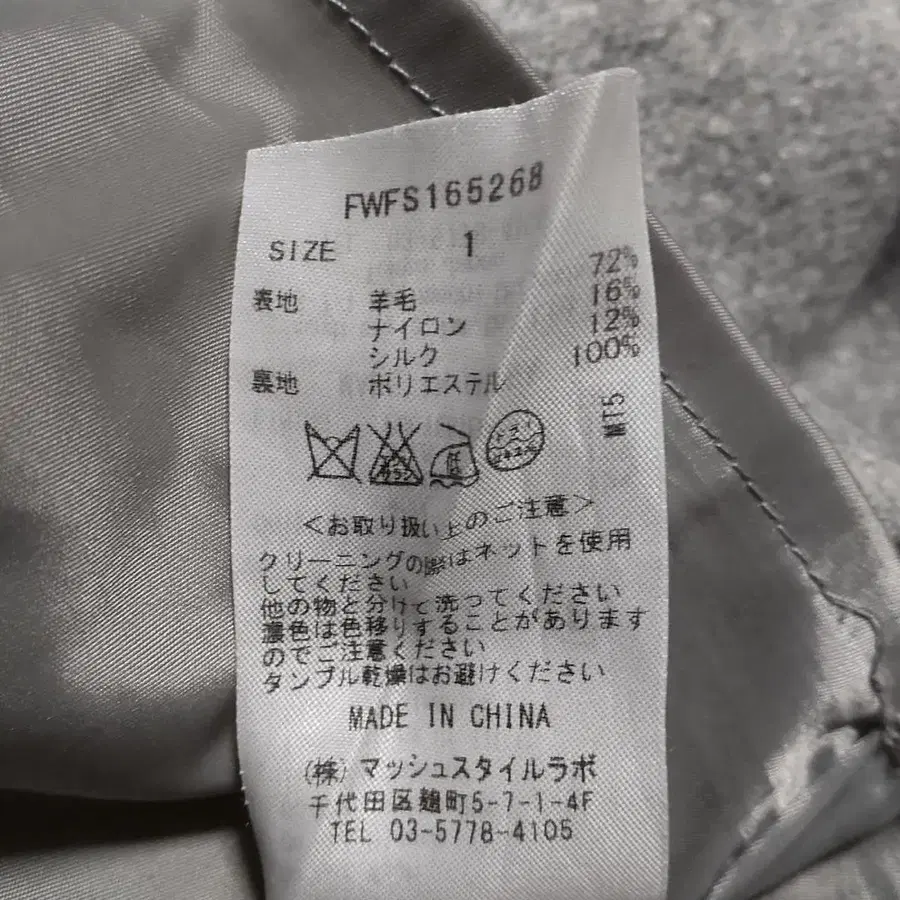 FWFS165268
SIZE 1
表地 羊毛 72%
ナイロン 16%
シルク 12%
裏地 ポリエステル 100%
MT5
低
<お取り扱い上のご注意>
クリーニングの際はネットを使用
してください
他の物と分けて洗ってください
濃色は色移りすることがあります
のでご注意ください
タンブル乾燥はお避けください
MADE IN CHINA
(株)マッシュスタイルラボ
千代田区麹町5-7-1-4F
TEL 03-5778-4105